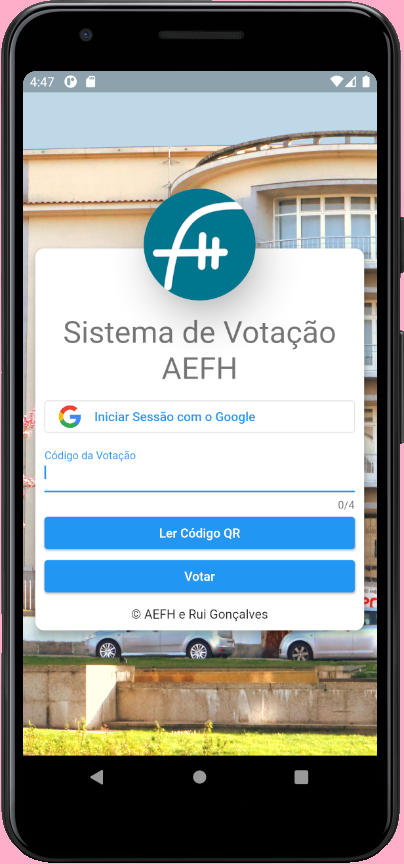 4:47
Sistema de Votação
AEFH
Iniciar Sessão com o Google
Código da Votação
0/4
Ler Código QR
Votar
© AEFH e Rui Gonçalves